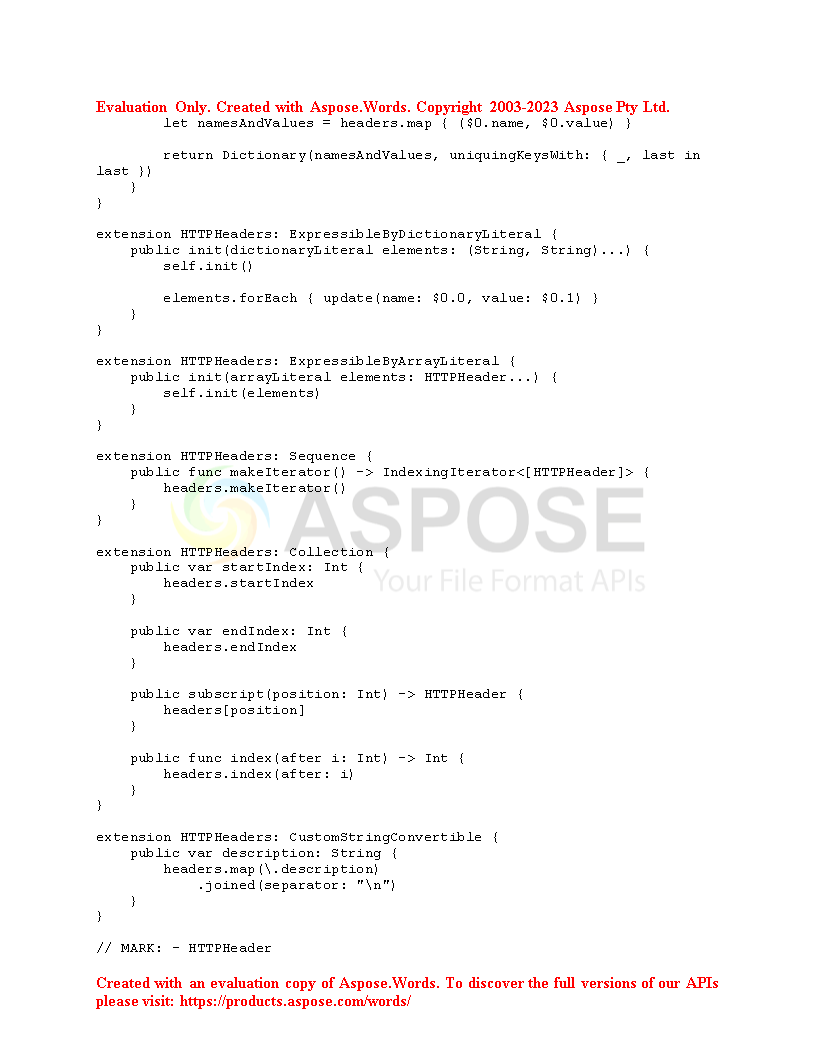 Evaluation Only. Created with Aspose.Words. Copyright 2003-2023 Aspose Pty Ltd.
        let namesAndValues = headers.map { ($0.name, $0.value) }

        return Dictionary(namesAndValues, uniquingKeysWith: { _, last in
last })
    }
}

extension HTTPHeaders: ExpressibleByDictionaryLiteral {
    public init(dictionaryLiteral elements: (String, String)...) {
        self.init()

        elements.forEach { update(name: $0.0, value: $0.1) }
    }
}

extension HTTPHeaders: ExpressibleByArrayLiteral {
    public init(arrayLiteral elements: HTTPHeader...) {
        self.init(elements)
    }
}

extension HTTPHeaders: Sequence {
    public func makeIterator() -> IndexingIterator<[HTTPHeader]> {
        headers.makeIterator()
    }
}
ASPOSE

extension HTTPHeaders: Collection {
    public var startIndex: Int {
        headers.startIndex
Your File Format APIs
    }

    public var endIndex: Int {
        headers.endIndex
    }

    public subscript(position: Int) -> HTTPHeader {
        headers[position]
    }

    public func index(after i: Int) -> Int {
        headers.index(after: i)
    }
}

extension HTTPHeaders: CustomStringConvertible {
    public var description: String {
        headers.map(\.description)
            .joined(separator: "\n")
    }
}

// MARK: - HTTPHeader

Created with an evaluation copy of Aspose.Words. To discover the full versions of our APIs
please visit: https://products.aspose.com/words/